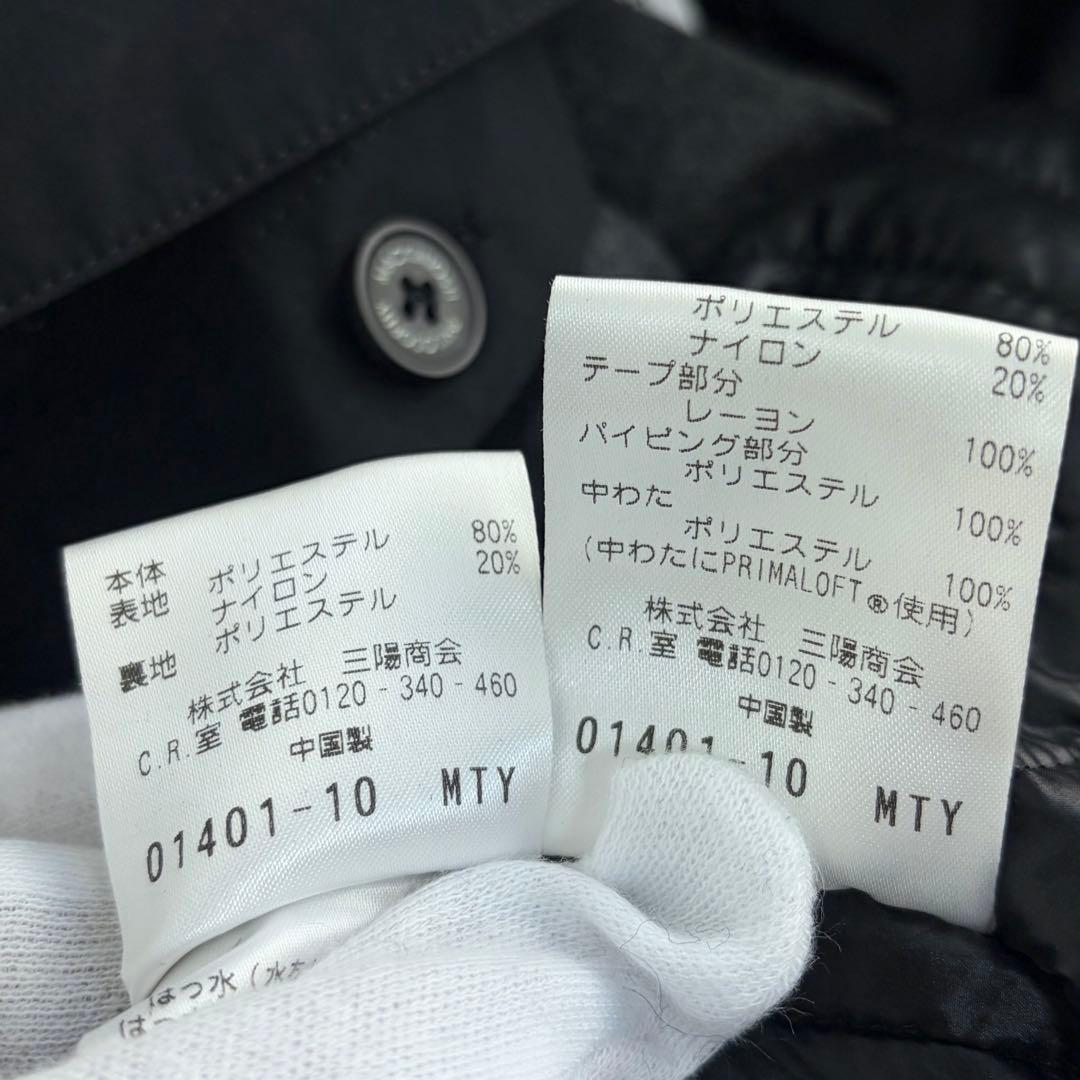 本体
表地 ポリエステル 80%
ナイロン 20%
裏地 ポリエステル
株式会社 三陽商会
C.R.室 電話0120-340-460
中国製
01401-10 MTY
はっ水(水を
ポリエステル 80%
ナイロン 20%
テープ部分
レーヨン 100%
パイピング部分
ポリエステル 100%
中わた
ポリエステル 100%
(中わたにPRIMALOFT®使用)
株式会社 三陽商会
C.R.室 電話0120-340-460
中国製
01401-10 MTY